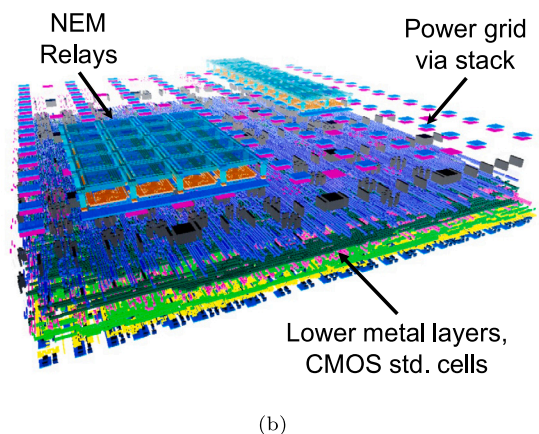 NEM
Relays
Power grid
via stack
Lower metal layers,
CMOS std. cells
(b)